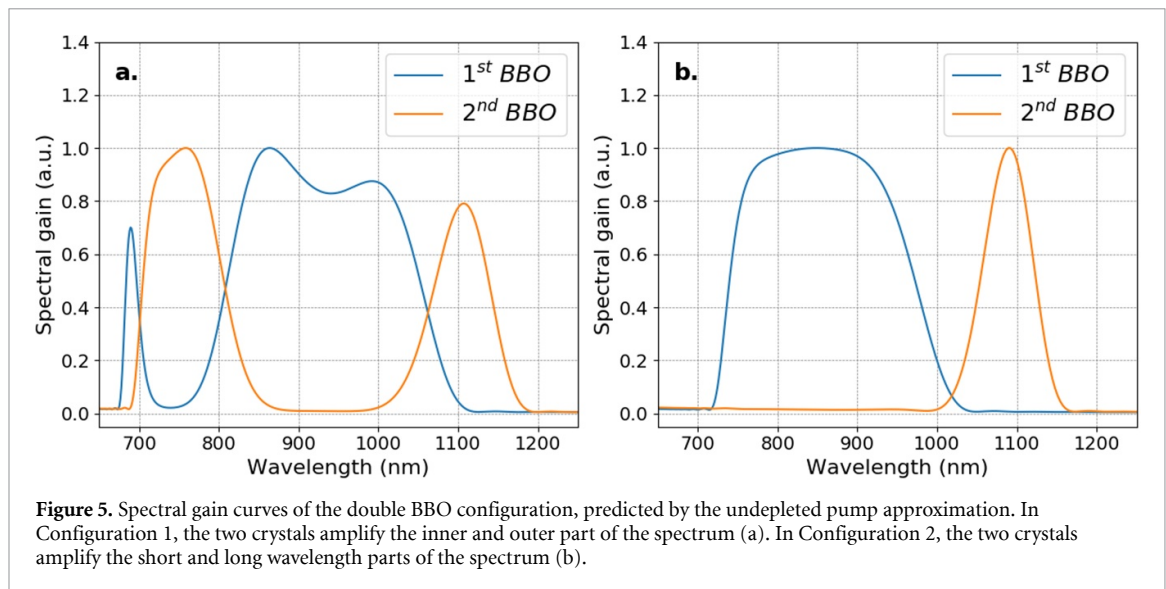 a.
1st BBO
2nd BBO
Spectral gain (a.u.)
1.4
1.2
1.0
0.8
0.6
0.4
0.2
0.0
700 800 900 1000 1100 1200
Wavelength (nm)
b.
1st BBO
2nd BBO
Spectral gain (a.u.)
1.4
1.2
1.0
0.8
0.6
0.4
0.2
0.0
700 800 900 1000 1100 1200
Wavelength (nm)
Figure 5. Spectral gain curves of the double BBO configuration, predicted by the undepleted pump approximation. In
Configuration 1, the two crystals amplify the inner and outer part of the spectrum (a). In Configuration 2, the two crystals
amplify the short and long wavelength parts of the spectrum (b).